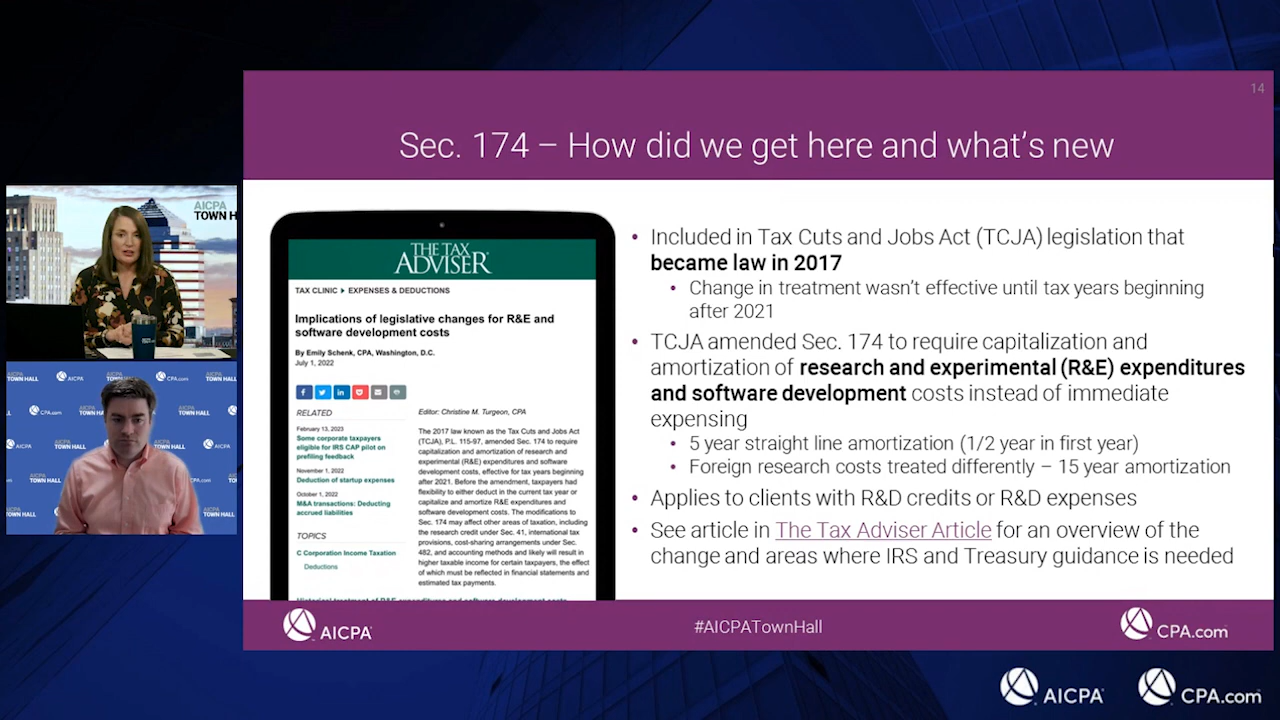 14
Sec. 174 – How did we get here and what's new
AICPA
TOWN H
AICPA
TOWN HALL
CPA.com
THE TAX
ADVISER
TAX CLINIC ▸ EXPENSES & DEDUCTIONS
Implications of legislative changes for R&E and
software development costs
By Emily Schenk, CPA, Washington, D.C.
July 1, 2022
RELATED
February 13, 2023
Some corporate taxpayers
eligible for IRS CAP pilot on
prefiling feedback
November 1, 2022
Deduction of startup expenses
October 1, 2022
M&A transactions: Deducting
accrued liabilities
TOPICS
C Corporation Income Taxation
Deductions
Editor: Christine M. Turgeon, CPA
The 2017 law known as the Tax Cuts and Jobs Act
(TCJA), P.L. 115-97, amended Sec. 174 to require
capitalization and amortization of research and
experimental (R&E) expenditures and software
development costs, effective for tax years beginning
after 2021. Before the amendment, taxpayers had
flexibility to either deduct in the current tax year or
capitalize and amortize R&E expenditures and
software development costs. The modifications to
Sec. 174 may affect other areas of taxation, including
the research credit under Sec. 41, international tax
provisions, cost-sharing arrangements under Sec.
482, and accounting methods and likely will result in
higher taxable income for certain taxpayers, the effect
of which must be reflected in financial statements and
estimated tax payments.
• Included in Tax Cuts and Jobs Act (TCJA) legislation that
became law in 2017
• Change in treatment wasn't effective until tax years beginning
after 2021
• TCJA amended Sec. 174 to require capitalization and
amortization of research and experimental (R&E) expenditures
and software development costs instead of immediate
expensing
• 5 year straight line amortization (1/2 year in first year)
• Foreign research costs treated differently – 15 year amortization
• Applies to clients with R&D credits or R&D expenses
• See article in The Tax Adviser Article for an overview of the
change and areas where IRS and Treasury guidance is needed
AICPA
#AICPATownHall
CPA.com
AICPA
CPA.com